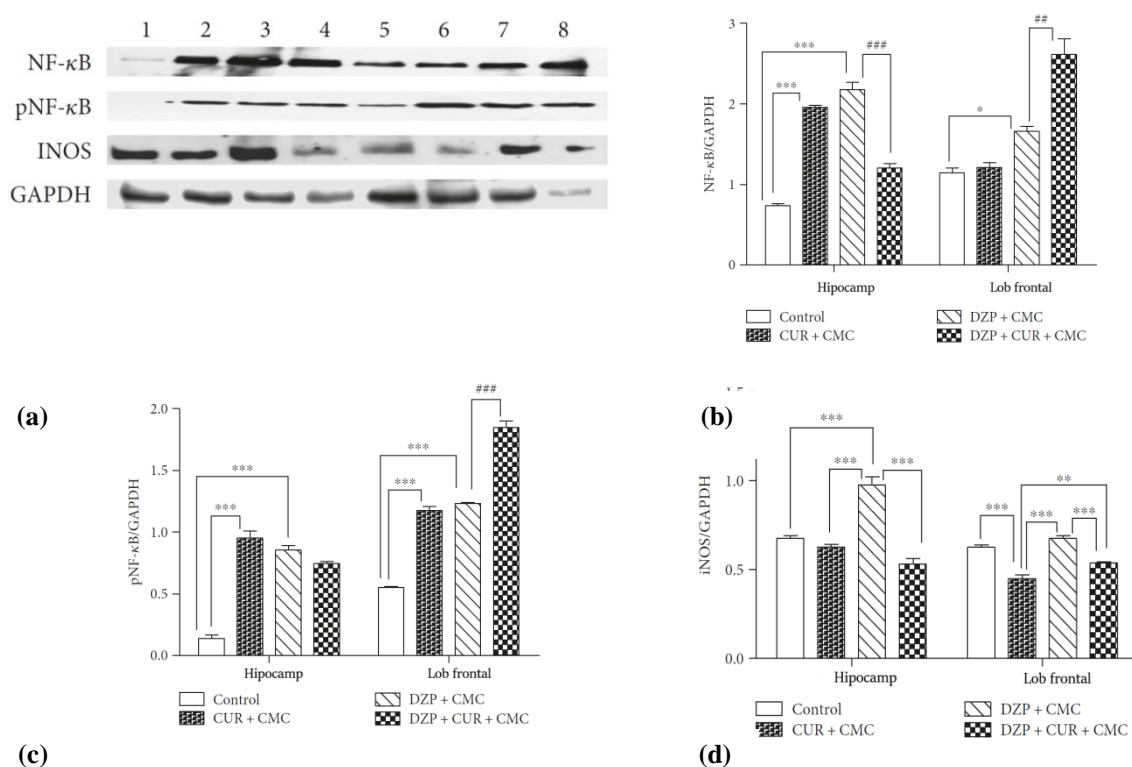 1 2 3 4 5 6 7 8
NF-κB
pNF-κB
INOS
GAPDH
(a)
3
2
1
0
NF-κB/GAPDH
***
***
###
*
##
Hipocamp Lob frontal
Control DZP + CMC
CUR + CMC DZP + CUR + CMC
(b)
2.0
1.5
1.0
0.5
0.0
pNF-κB/GAPDH
***
***
***
***
###
Hipocamp Lob frontal
Control DZP + CMC
CUR + CMC DZP + CUR + CMC
(c)
1.0
0.5
0.0
iNOS/GAPDH
***
*** ***
**
*** *** ***
Hipocamp Lob frontal
Control DZP + CMC
CUR + CMC DZP + CUR + CMC
(d)